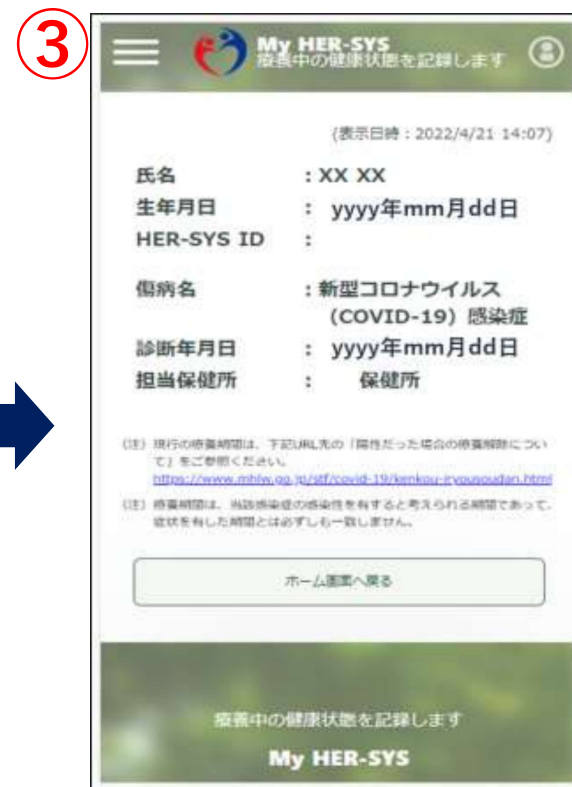 ③
My HER-SYS
療養中の健康状態を記録します
(表示日時：2022/4/21 14:07)
氏名 ：XX XX
生年月日 ： yyyy年mm月dd日
HER-SYS ID ：
傷病名 ：新型コロナウイルス
(COVID-19) 感染症
診断年月日 ： yyyy年mm月dd日
担当保健所 ： 保健所
(注) 現行の療養期間は、下記URL先の「陽性だった場合の療養解除につい
て」をご参照ください。
https://www.mhlw.go.jp/stf/covid-19/kenkou-iryousoudan.html
(注) 療養期間は、当該感染症の感染性を有すると考えられる期間であって、
症状を有した期間とは必ずしも一致しません。
ホーム画面へ戻る
療養中の健康状態を記録します
My HER-SYS